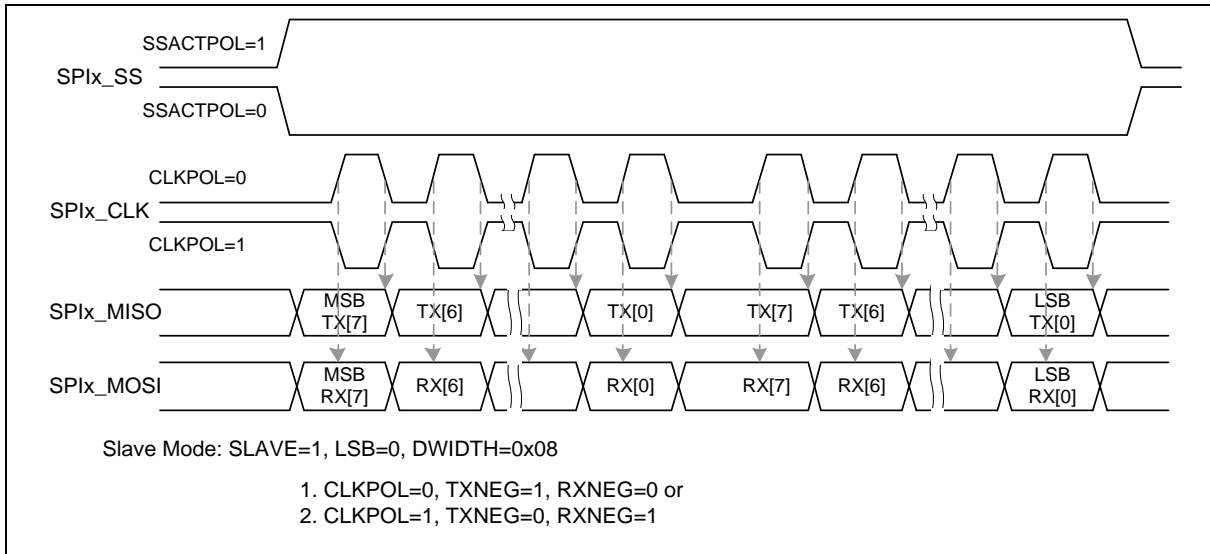 SSACTPOL=1
SPIx_SS
SSACTPOL=0
CLKPOL=0
SPIx_CLK
CLKPOL=1
SPIx_MISO
MSB
TX[7]
TX[6]
TX[0]
TX[7]
TX[6]
LSB
TX[0]
SPIx_MOSI
MSB
RX[7]
RX[6]
RX[0]
RX[7]
RX[6]
LSB
RX[0]
Slave Mode: SLAVE=1, LSB=0, DWIDTH=0x08
1. CLKPOL=0, TXNEG=1, RXNEG=0 or
2. CLKPOL=1, TXNEG=0, RXNEG=1